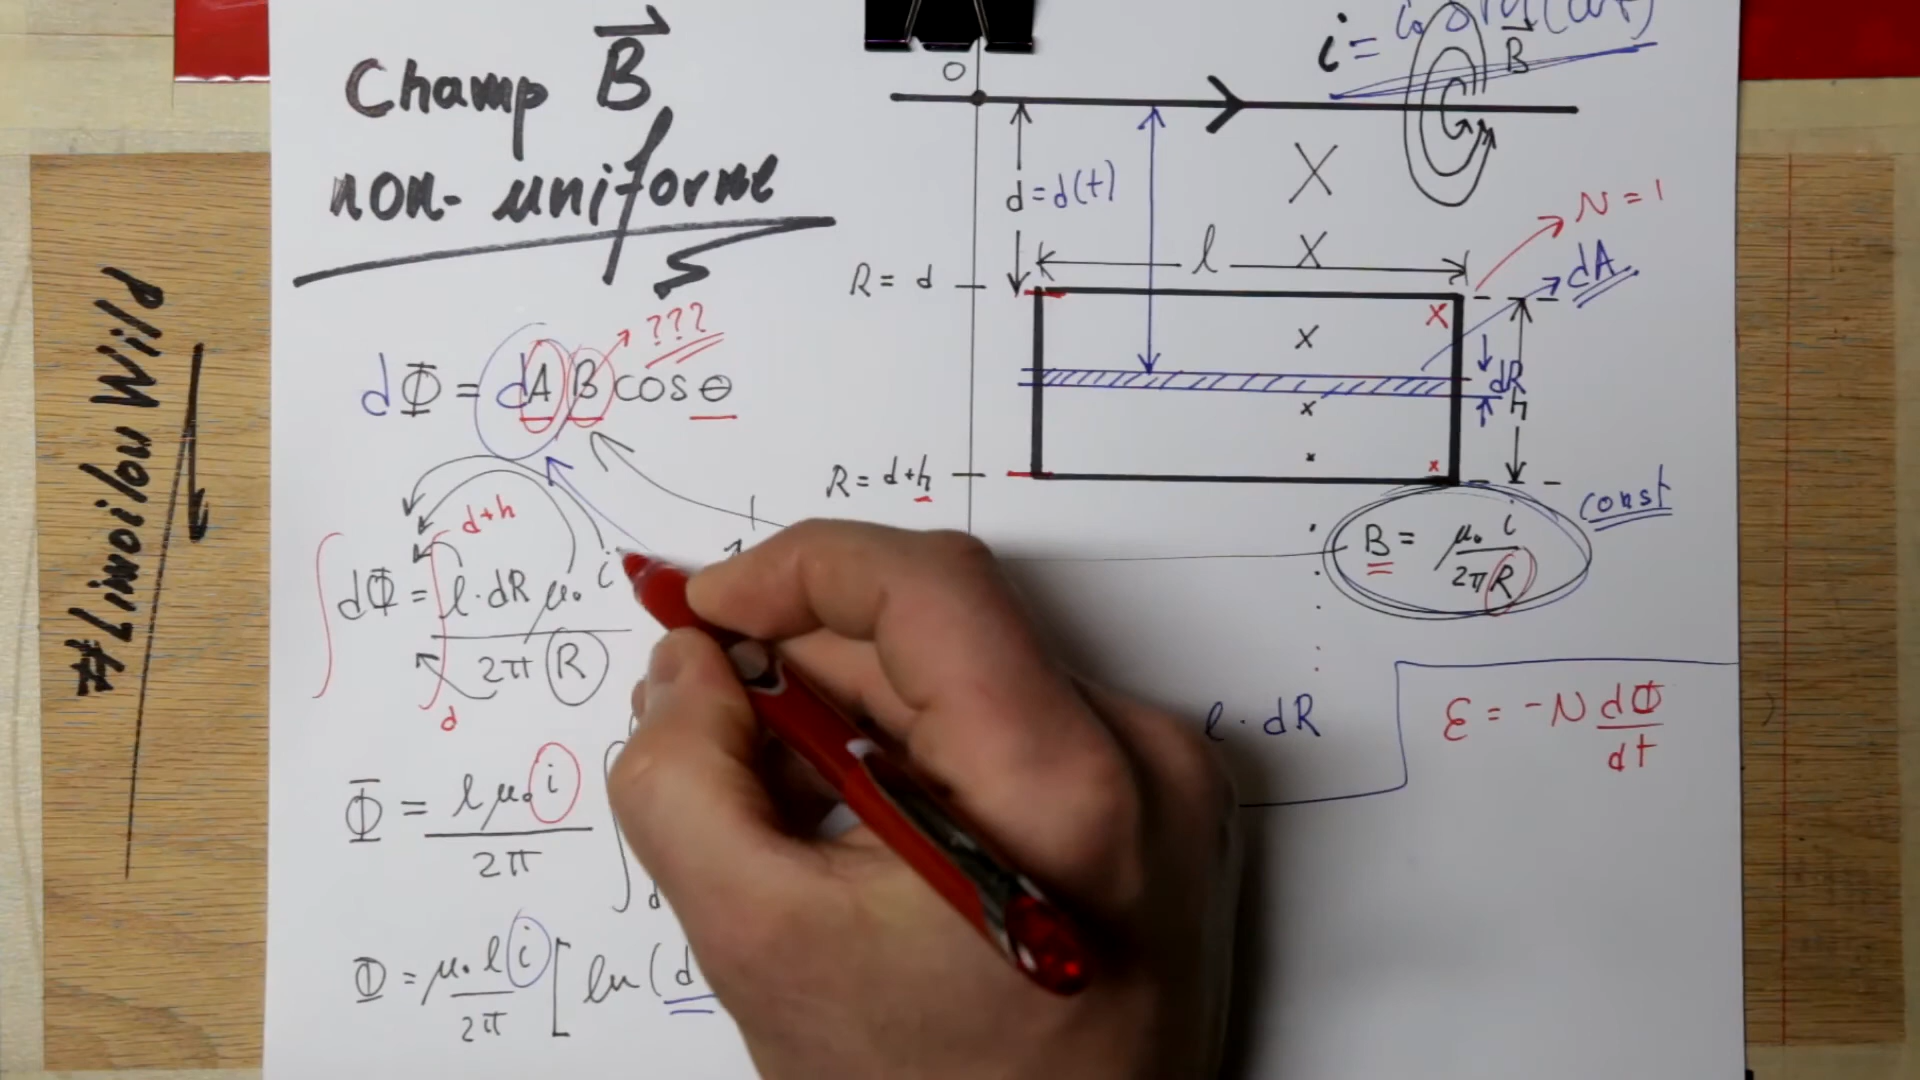 #Limoilou Wild
Champ B⃗
non-uniforme
dΦ = dA B cos θ
???
∫ dΦ = ∫ l·dR μ₀ i
2π R
d+h
d
Φ = l μ₀ i
2π
∫
d
Φ = μ₀ l i [ ln(d
2π
O
i =
B⃗
d = d(t)
l
N = 1
dA
R = d
dR
h
R = d+h
const
B = μ₀ i
2π R
l · dR
ε = -N dΦ
dt